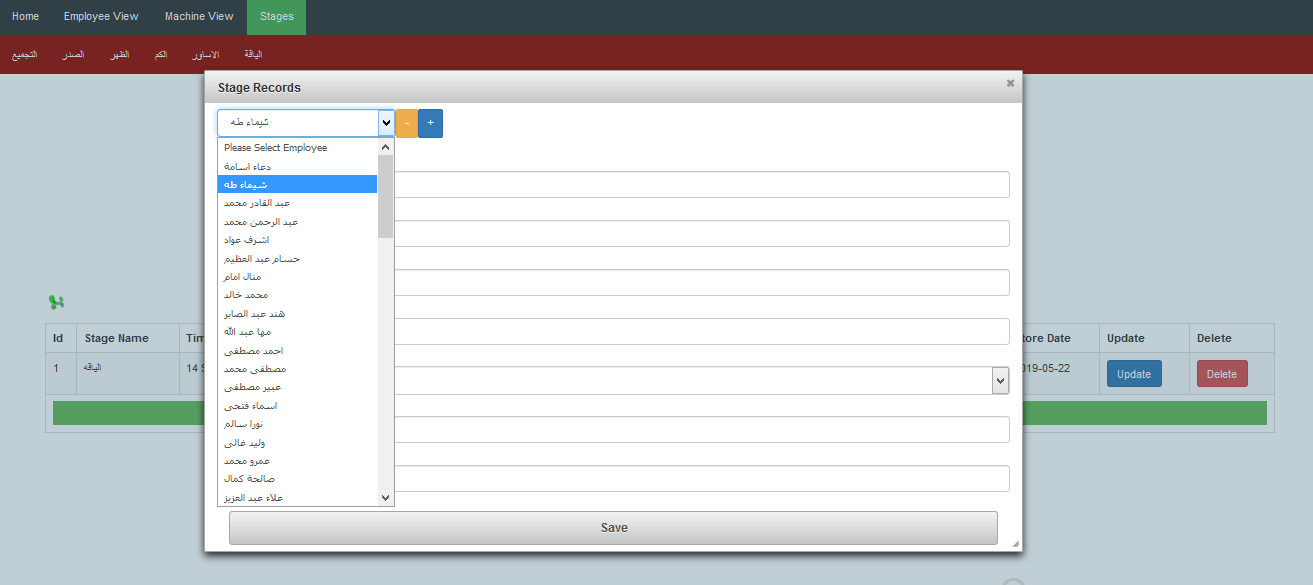 Home Employee View Machine View Stages
التجميع الصدر الظهر الكم الاساور الياقة
Stage Records
شيماء طه - +
Please Select Employee
دعاء اسامة
شيماء طه
عبد القادر محمد
عبد الرحمن محمد
اشرف عواد
حسام عبد العظيم
منال امام
محمد خالد
هند عبد الصابر
مها عبد الله
احمد مصطفى
مصطفى محمد
عبير مصطفى
اسماء فتحى
نورا سالم
وليد غالى
عمرو محمد
صالحة كمال
علاء عبد العزيز
Id Stage Name Tim tore Date Update Delete
1 الياقه 14 S 019-05-22 Update Delete
Save